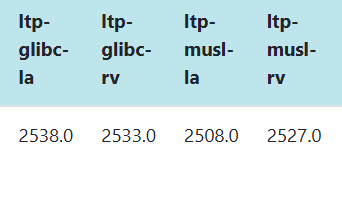 ltp- ltp- ltp- ltp-
glibc- glibc- musl- musl-
la rv la rv
2538.0 2533.0 2508.0 2527.0